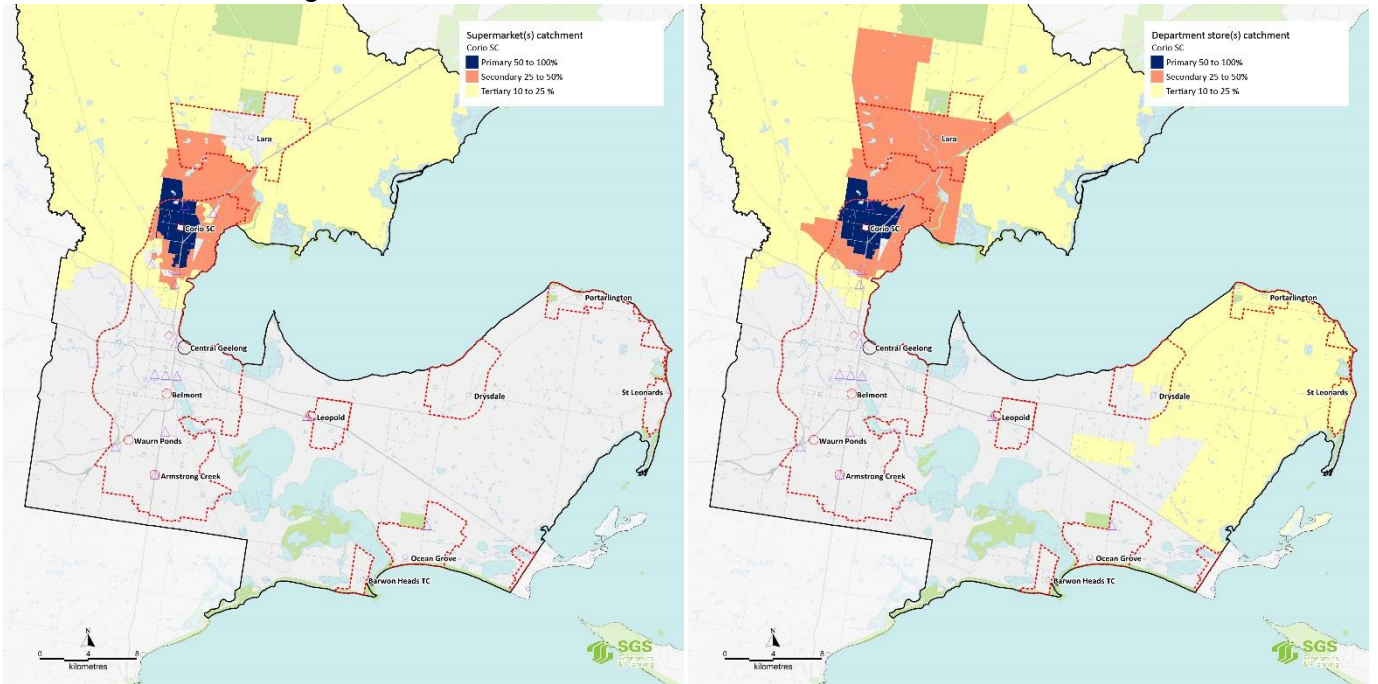 Supermarket(s) catchment
Corio SC
Primary 50 to 100%
Secondary 25 to 50%
Tertiary 10 to 25 %
Lara
Corio SC
Portarlington
Central Geelong
Drysdale
St Leonards
Belmont
Leopold
Waurn Ponds
Armstrong Creek
Ocean Grove
Barwon Heads TC
N
0 4 8
kilometres
SGS
Economics
& Planning
Department store(s) catchment
Corio SC
Primary 50 to 100%
Secondary 25 to 50%
Tertiary 10 to 25 %
Lara
Corio SC
Portarlington
Central Geelong
Drysdale
St Leonards
Belmont
Leopold
Waurn Ponds
Armstrong Creek
Ocean Grove
Barwon Heads TC
N
0 4 8
kilometres
SGS
Economics
& Planning